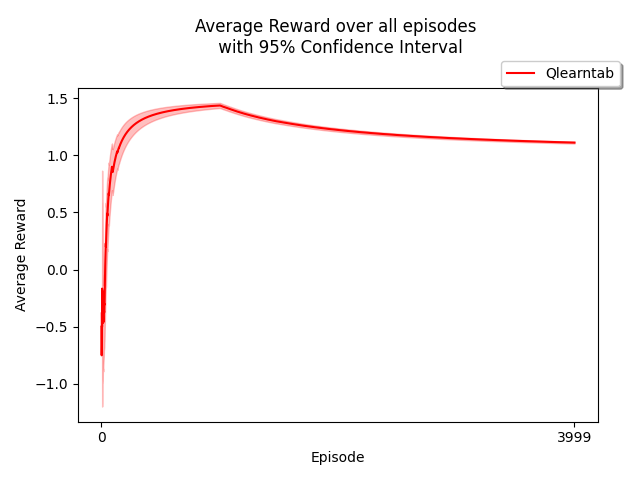 Average Reward over all episodes
with 95% Confidence Interval
Qlearntab
1.5
1.0
0.5
0.0
−0.5
−1.0
Average Reward
0
3999
Episode